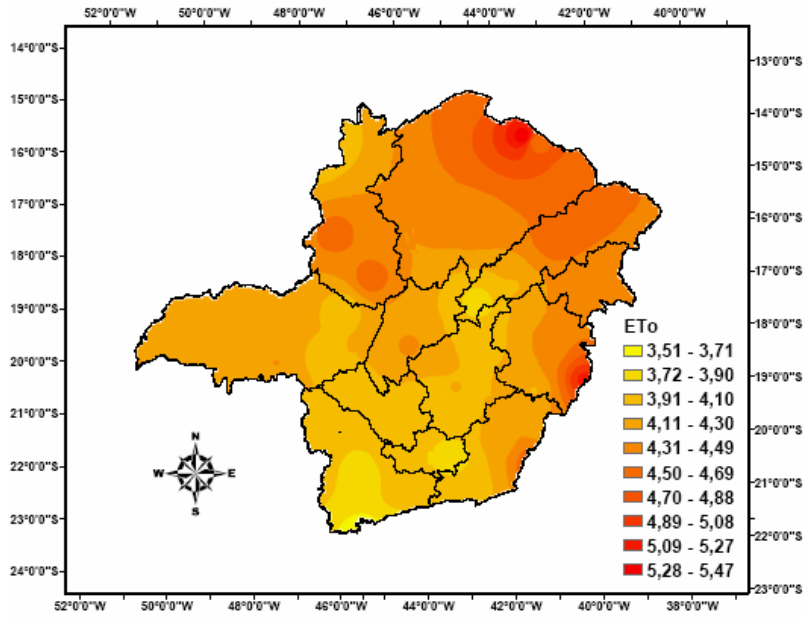 52°0'0"W 50°0'0"W 48°0'0"W 46°0'0"W 44°0'0"W 42°0'0"W 40°0'0"W
14°0'0"S
15°0'0"S
16°0'0"S
17°0'0"S
18°0'0"S
19°0'0"S
20°0'0"S
21°0'0"S
22°0'0"S
23°0'0"S
24°0'0"S
13°0'0"S
14°0'0"S
15°0'0"S
16°0'0"S
17°0'0"S
18°0'0"S
19°0'0"S
20°0'0"S
21°0'0"S
22°0'0"S
23°0'0"S
N
W E
S
ETo
3,51 - 3,71
3,72 - 3,90
3,91 - 4,10
4,11 - 4,30
4,31 - 4,49
4,50 - 4,69
4,70 - 4,88
4,89 - 5,08
5,09 - 5,27
5,28 - 5,47
52°0'0"W 50°0'0"W 48°0'0"W 46°0'0"W 44°0'0"W 42°0'0"W 40°0'0"W 38°0'0"W